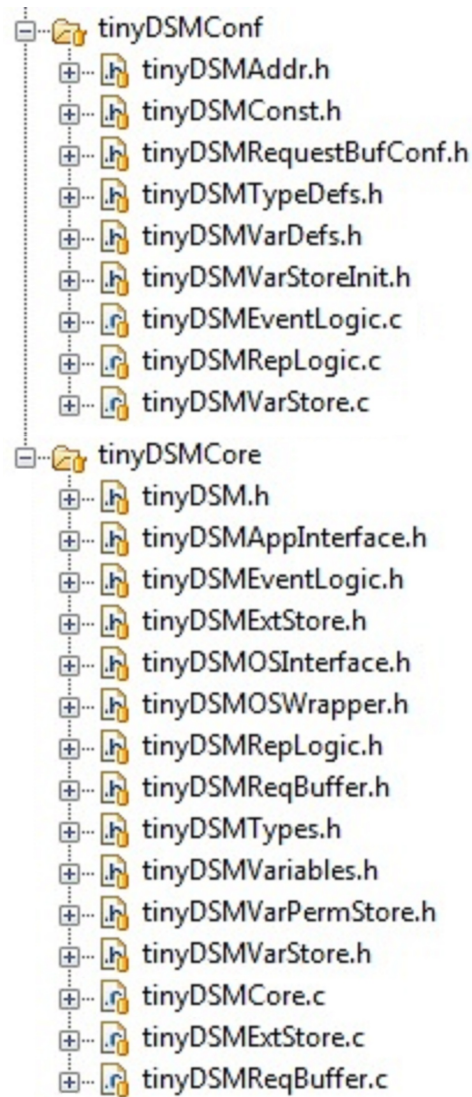 tinyDSMConf
tinyDSMAddr.h
tinyDSMConst.h
tinyDSMRequestBufConf.h
tinyDSMTypeDefs.h
tinyDSMVarDefs.h
tinyDSMVarStoreInit.h
tinyDSMEventLogic.c
tinyDSMRepLogic.c
tinyDSMVarStore.c
tinyDSMCore
tinyDSM.h
tinyDSMAppInterface.h
tinyDSMEventLogic.h
tinyDSMExtStore.h
tinyDSMOSInterface.h
tinyDSMOSWrapper.h
tinyDSMRepLogic.h
tinyDSMReqBuffer.h
tinyDSMTypes.h
tinyDSMVariables.h
tinyDSMVarPermStore.h
tinyDSMVarStore.h
tinyDSMCore.c
tinyDSMExtStore.c
tinyDSMReqBuffer.c